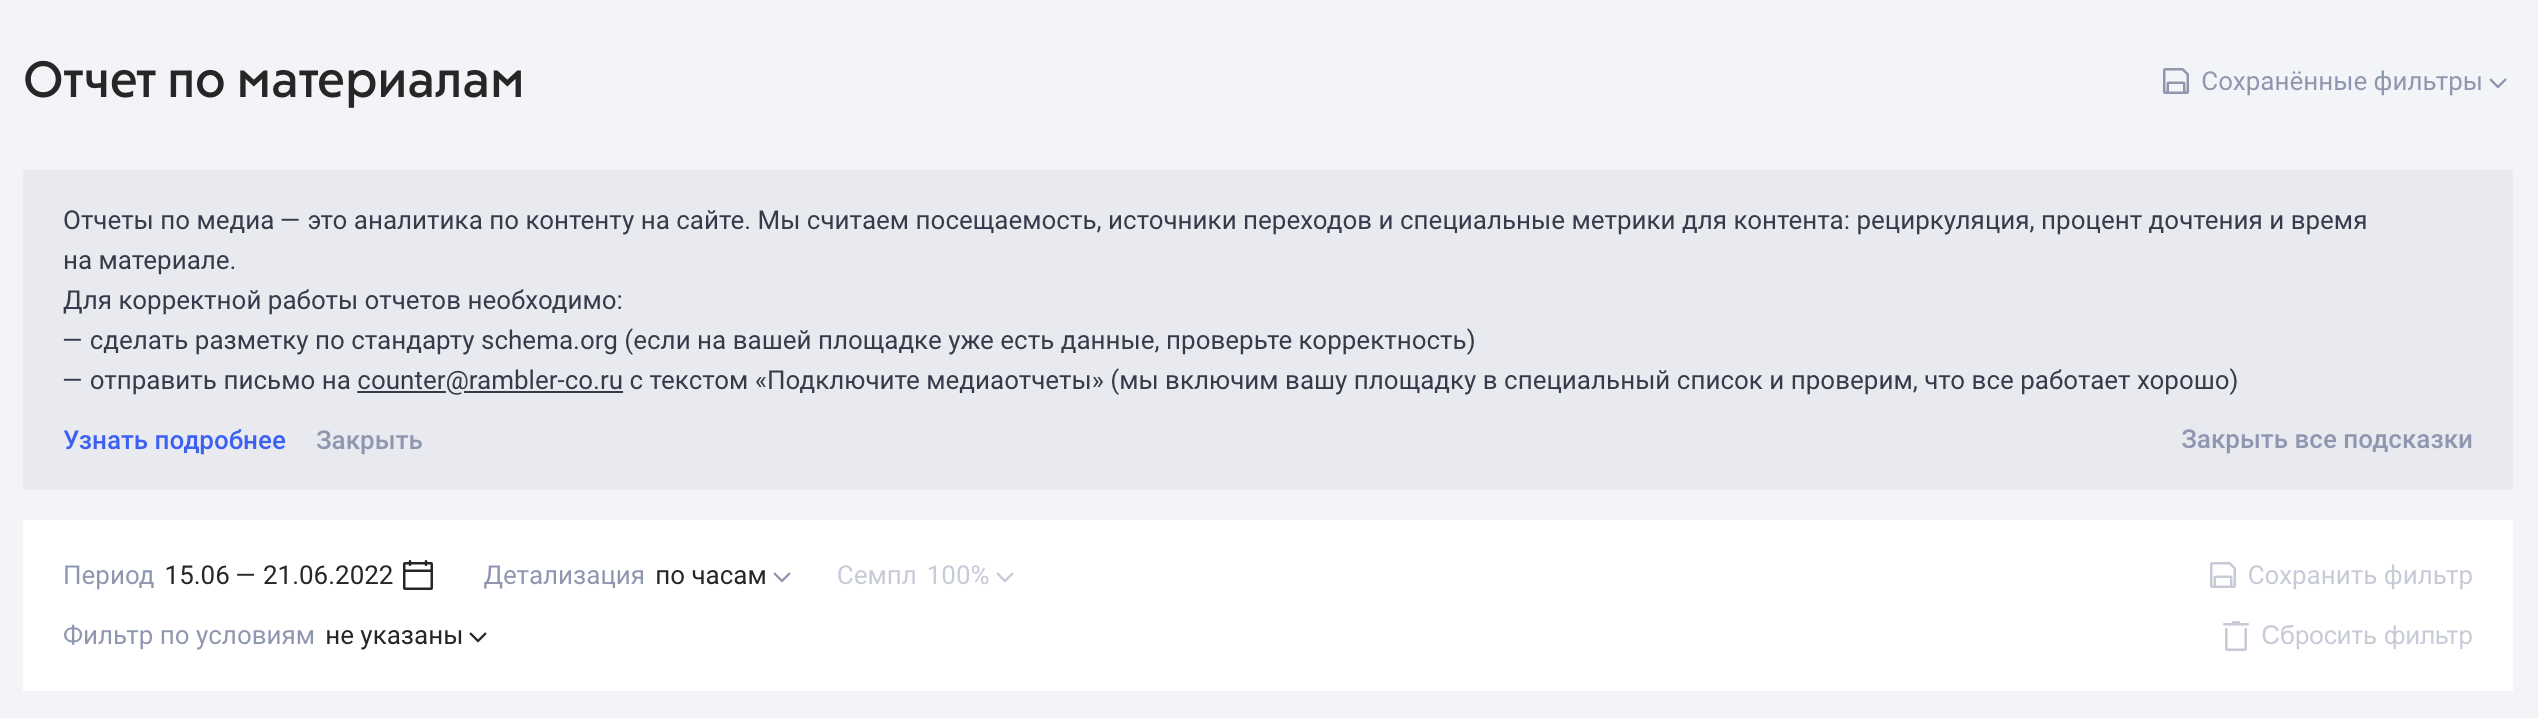 Отчет по материалам
Сохранённые фильтры
Отчеты по медиа — это аналитика по контенту на сайте. Мы считаем посещаемость, источники переходов и специальные метрики для контента: рециркуляция, процент дочтения и время
на материале.
Для корректной работы отчетов необходимо:
— сделать разметку по стандарту schema.org (если на вашей площадке уже есть данные, проверьте корректность)
— отправить письмо на counter@rambler-co.ru с текстом «Подключите медиаотчеты» (мы включим вашу площадку в специальный список и проверим, что все работает хорошо)
Узнать подробнее Закрыть Закрыть все подсказки
Период 15.06 — 21.06.2022 Детализация по часам Семпл 100% Сохранить фильтр
Фильтр по условиям не указаны Сбросить фильтр